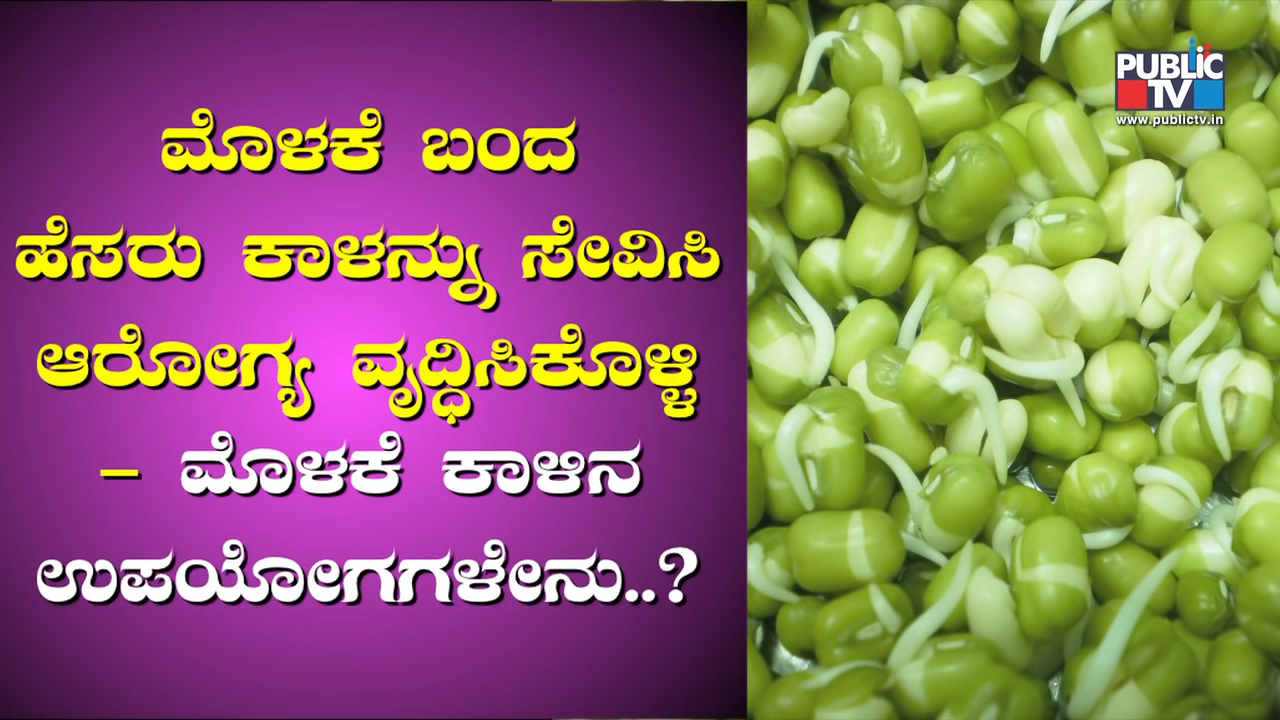 ಮೊಳಕೆ ಬಂದ
ಹೆಸರು ಕಾಳನ್ನು ಸೇವಿಸಿ
ಆರೋಗ್ಯ ವೃದ್ಧಿಸಿಕೊಳ್ಳಿ
– ಮೊಳಕೆ ಕಾಳಿನ
ಉಪಯೋಗಗಳೇನು..?
PUBLiC
TV
www.publictv.in